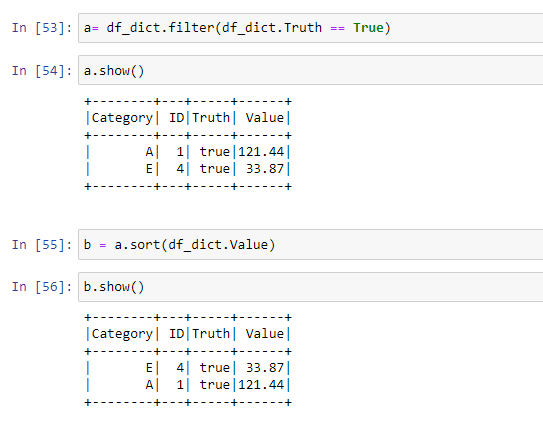 In [53]: a= df_dict.filter(df_dict.Truth == True)
In [54]: a.show()
+--------+---+-----+------+
|Category| ID|Truth| Value|
+--------+---+-----+------+
|       A|  1| true|121.44|
|       E|  4| true| 33.87|
+--------+---+-----+------+
In [55]: b = a.sort(df_dict.Value)
In [56]: b.show()
+--------+---+-----+------+
|Category| ID|Truth| Value|
+--------+---+-----+------+
|       E|  4| true| 33.87|
|       A|  1| true|121.44|
+--------+---+-----+------+